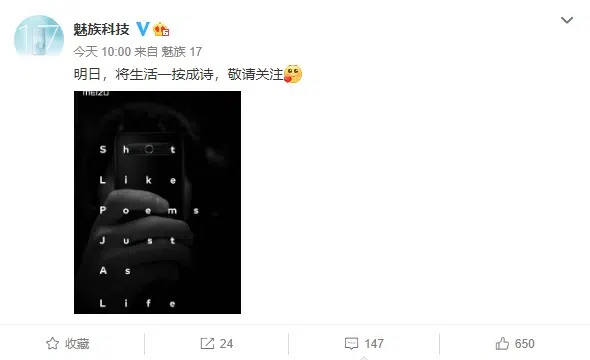 17
魅族科技
今天 10:00 来自 魅族 17
明日，将生活一按成诗，敬请关注
MEIZU
Shot
Like
Poems
Just
As
Life
收藏
24
147
650